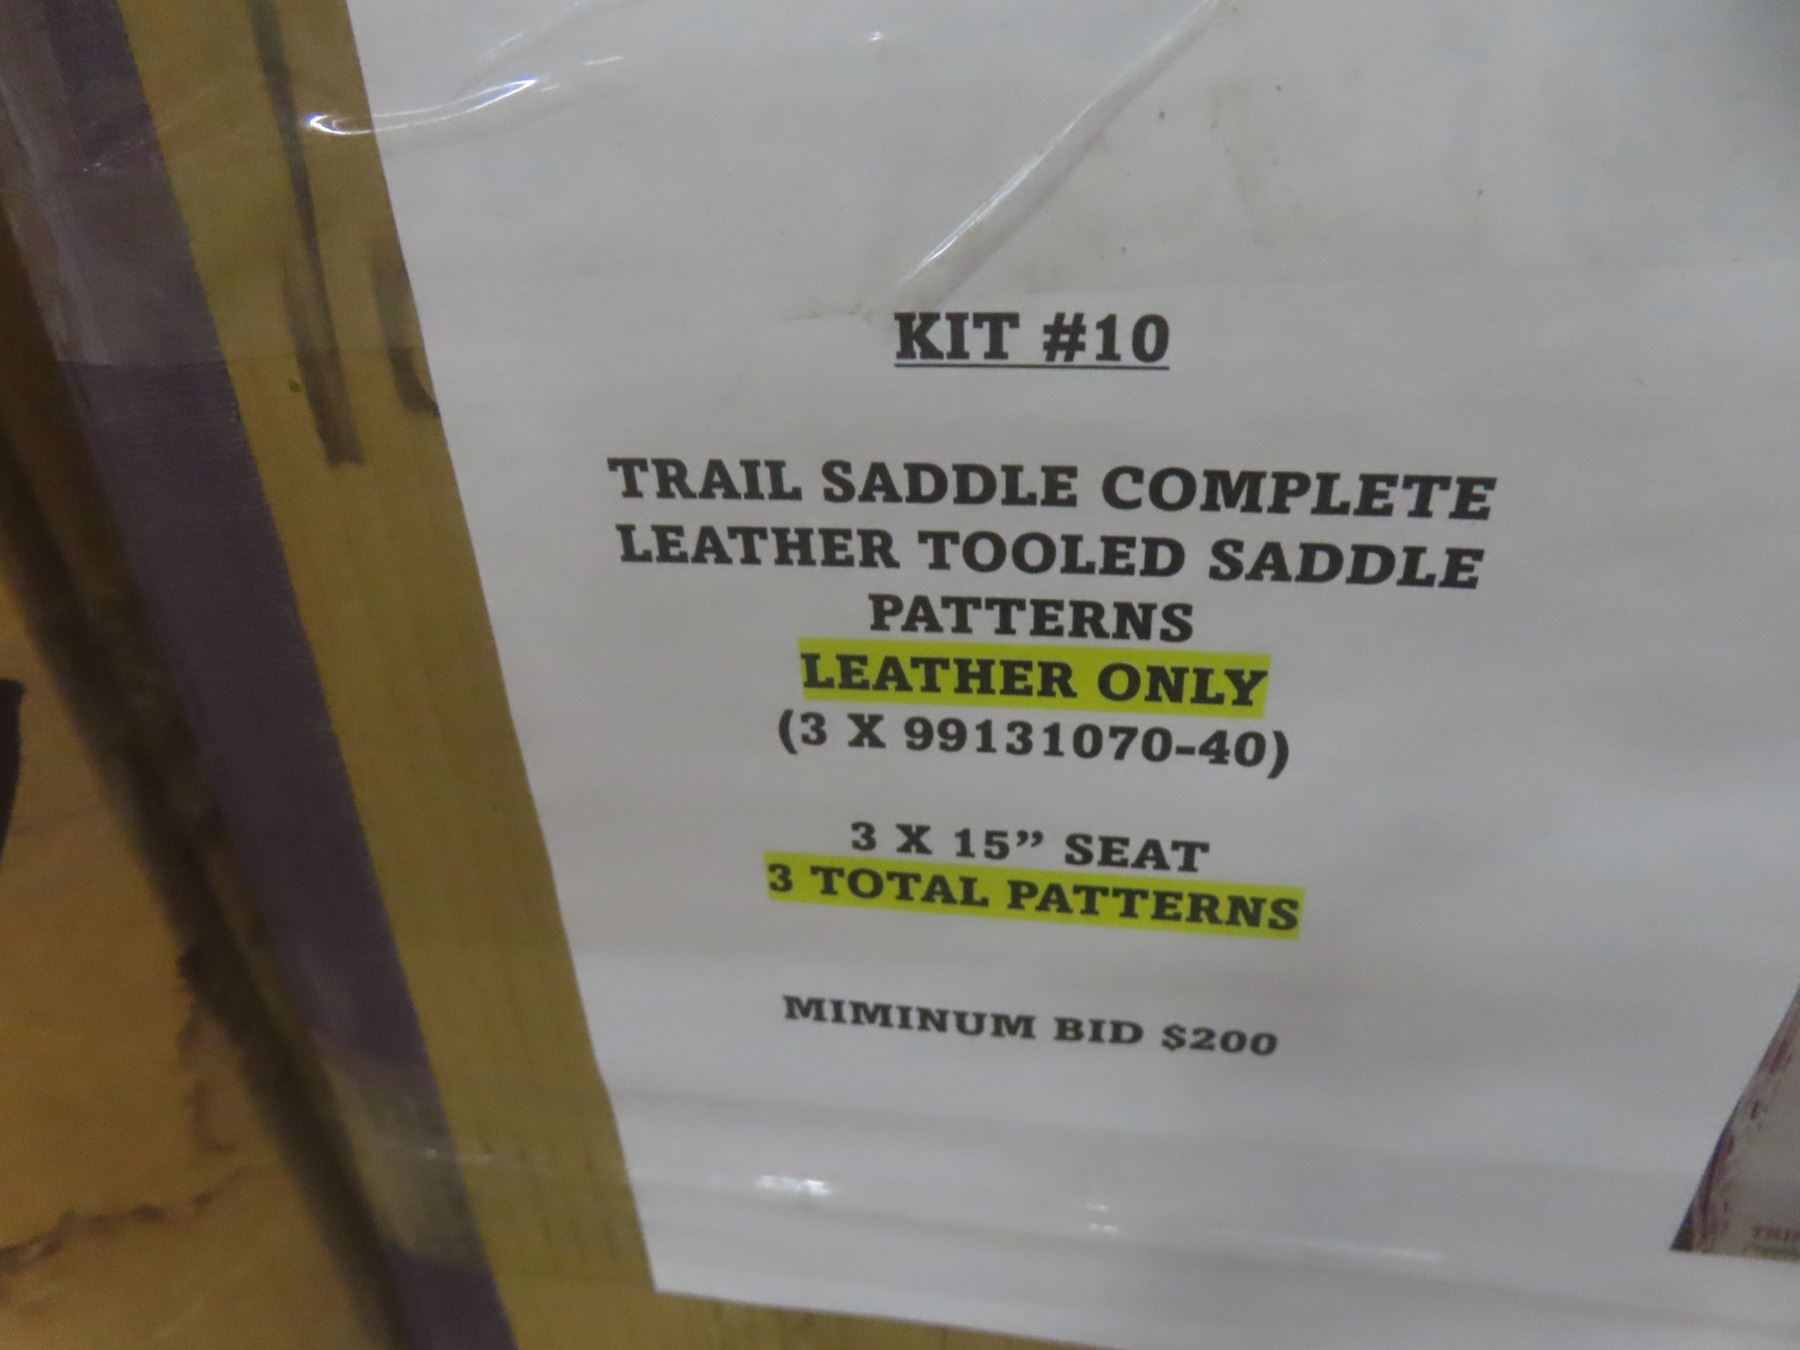 KIT #10
TRAIL SADDLE COMPLETE
LEATHER TOOLED SADDLE
PATTERNS
LEATHER ONLY
(3 X 99131070-40)
3 X 15” SEAT
3 TOTAL PATTERNS
MIMINUM BID $200